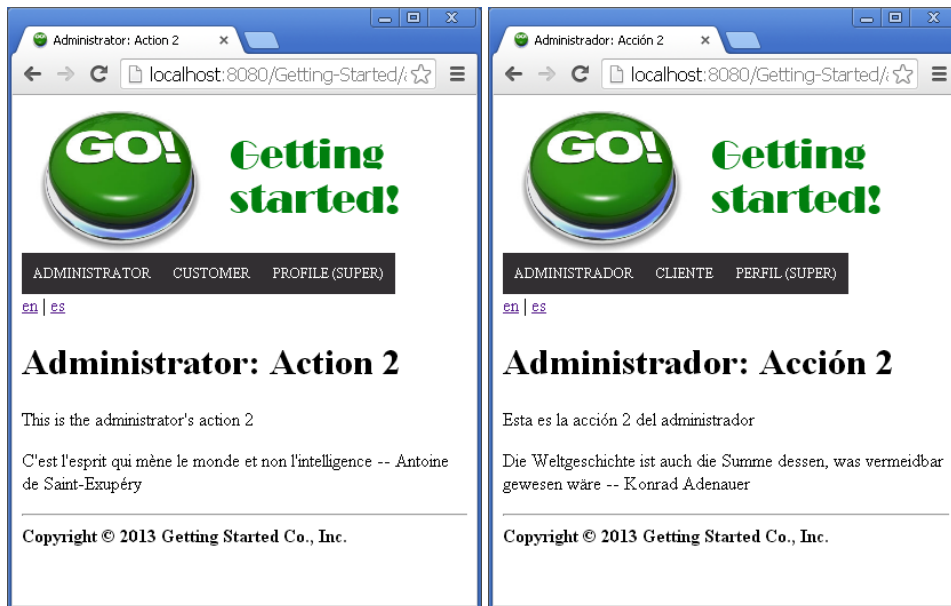 Administrator: Action 2
localhost:8080/Getting-Started/
GO!
Getting
started!
ADMINISTRATOR CUSTOMER PROFILE (SUPER)
en | es
Administrator: Action 2
This is the administrator's action 2
C'est l'esprit qui mène le monde et non l'intelligence -- Antoine
de Saint-Exupéry
Copyright © 2013 Getting Started Co., Inc.
Administrador: Acción 2
localhost:8080/Getting-Started/
GO!
Getting
started!
ADMINISTRADOR CLIENTE PERFIL (SUPER)
en | es
Administrador: Acción 2
Esta es la acción 2 del administrador
Die Weltgeschichte ist auch die Summe dessen, was vermeidbar
gewesen wäre -- Konrad Adenauer
Copyright © 2013 Getting Started Co., Inc.